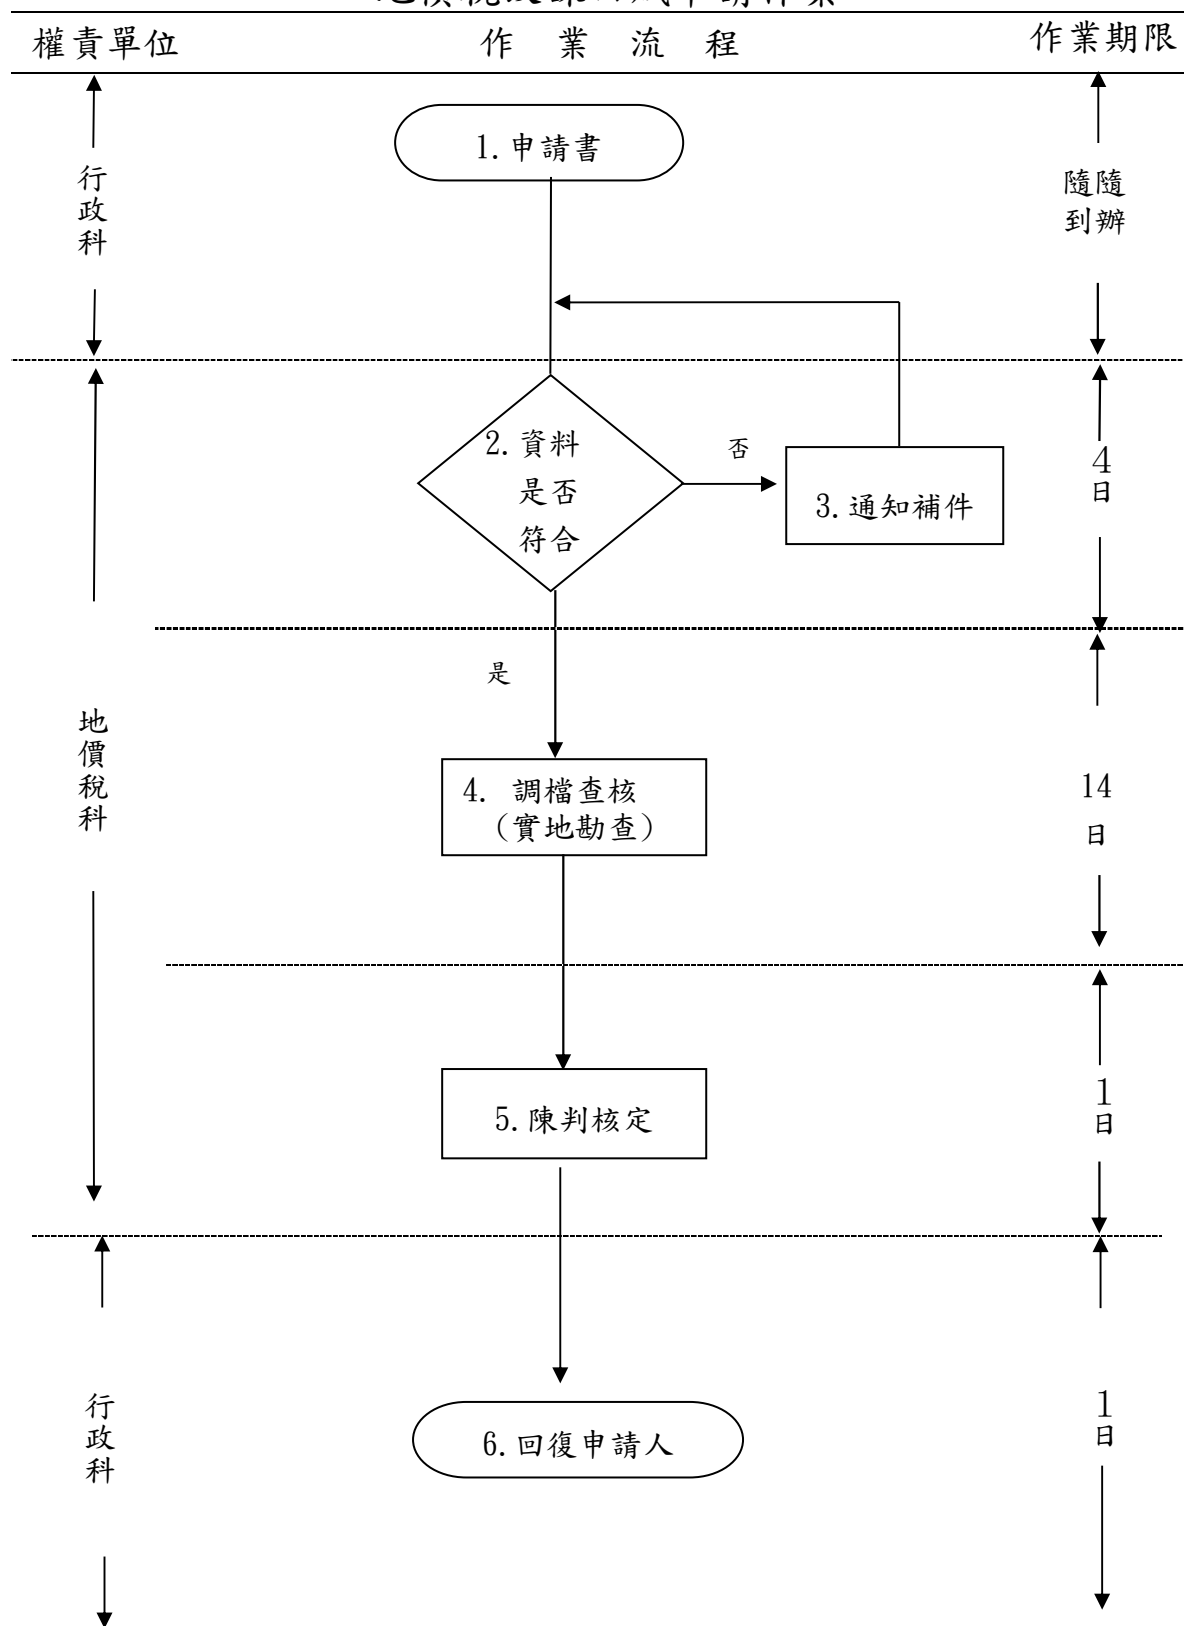 權責單位
作業流程
作業期限
1.申請書
行政科
隨隨
到辦
2.資料
是否
符合
否
3.通知補件
4日
是
地價稅科
4. 調檔查核
(實地勘查)
14
日
5.陳判核定
1日
行政科
6.回復申請人
1日